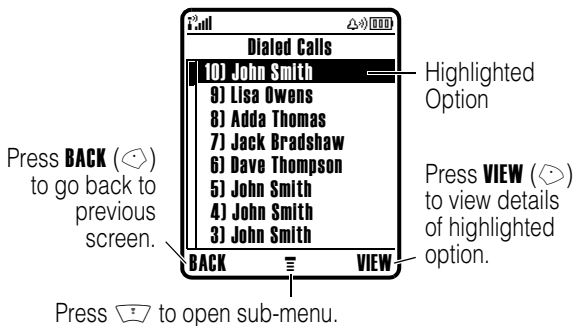 Dialed Calls
10) John Smith
9) Lisa Owens
8) Adda Thomas
7) Jack Bradshaw
6) Dave Thompson
5) John Smith
4) John Smith
3) John Smith
BACK VIEW
Highlighted
Option
Press BACK ( )
to go back to
previous
screen.
Press VIEW ( )
to view details
of highlighted
option.
Press to open sub-menu.